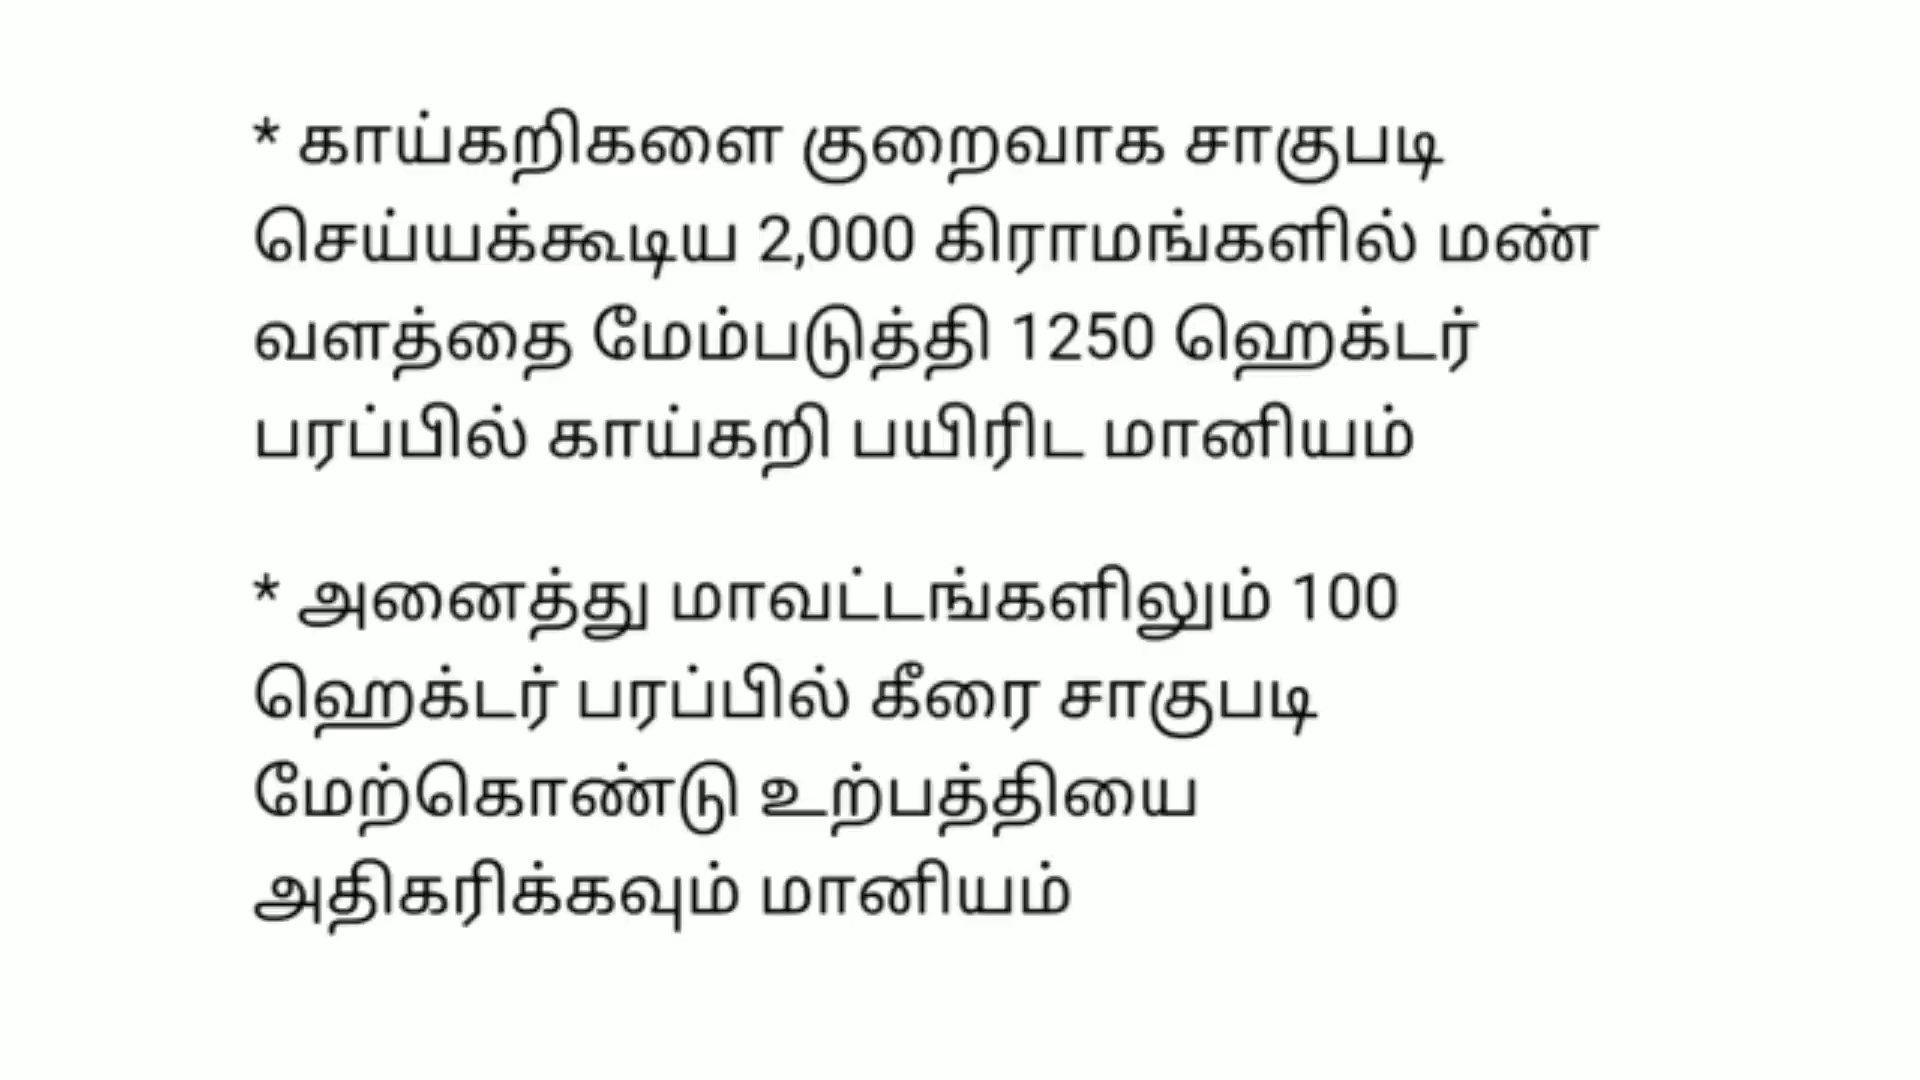 * காய்கறிகளை குறைவாக சாகுபடி
செய்யக்கூடிய 2,000 கிராமங்களில் மண்
வளத்தை மேம்படுத்தி 1250 ஹெக்டர்
பரப்பில் காய்கறி பயிரிட மானியம்
* அனைத்து மாவட்டங்களிலும் 100
ஹெக்டர் பரப்பில் கீரை சாகுபடி
மேற்கொண்டு உற்பத்தியை
அதிகரிக்கவும் மானியம்